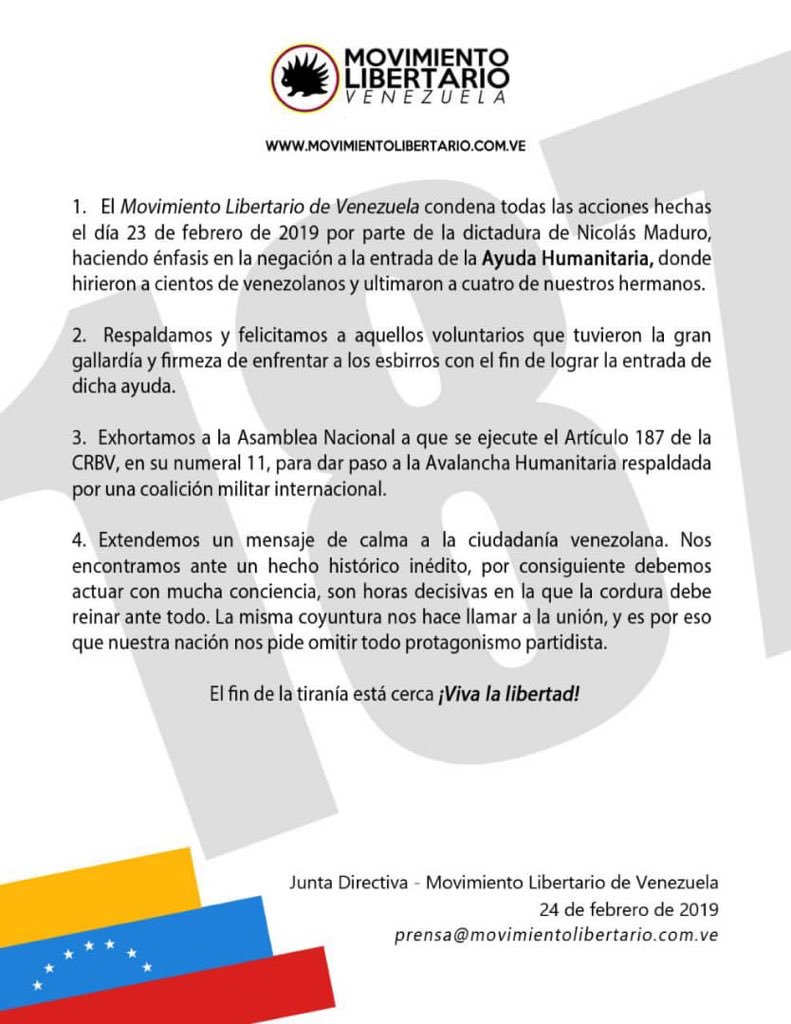 MOVIMIENTO
LIBERTARIO
VENEZUELA
WWW.MOVIMIENTOLIBERTARIO.COM.VE
187
1. El Movimiento Libertario de Venezuela condena todas las acciones hechas
el día 23 de febrero de 2019 por parte de la dictadura de Nicolás Maduro,
haciendo énfasis en la negación a la entrada de la Ayuda Humanitaria, donde
hirieron a cientos de venezolanos y ultimaron a cuatro de nuestros hermanos.
2. Respaldamos y felicitamos a aquellos voluntarios que tuvieron la gran
gallardía y firmeza de enfrentar a los esbirros con el fin de lograr la entrada de
dicha ayuda.
3. Exhortamos a la Asamblea Nacional a que se ejecute el Artículo 187 de la
CRBV, en su numeral 11, para dar paso a la Avalancha Humanitaria respaldada
por una coalición militar internacional.
4. Extendemos un mensaje de calma a la ciudadanía venezolana. Nos
encontramos ante un hecho histórico inédito, por consiguiente debemos
actuar con mucha conciencia, son horas decisivas en la que la cordura debe
reinar ante todo. La misma coyuntura nos hace llamar a la unión, y es por eso
que nuestra nación nos pide omitir todo protagonismo partidista.
El fin de la tiranía está cerca ¡Viva la libertad!
Junta Directiva - Movimiento Libertario de Venezuela
24 de febrero de 2019
prensa@movimientolibertario.com.ve